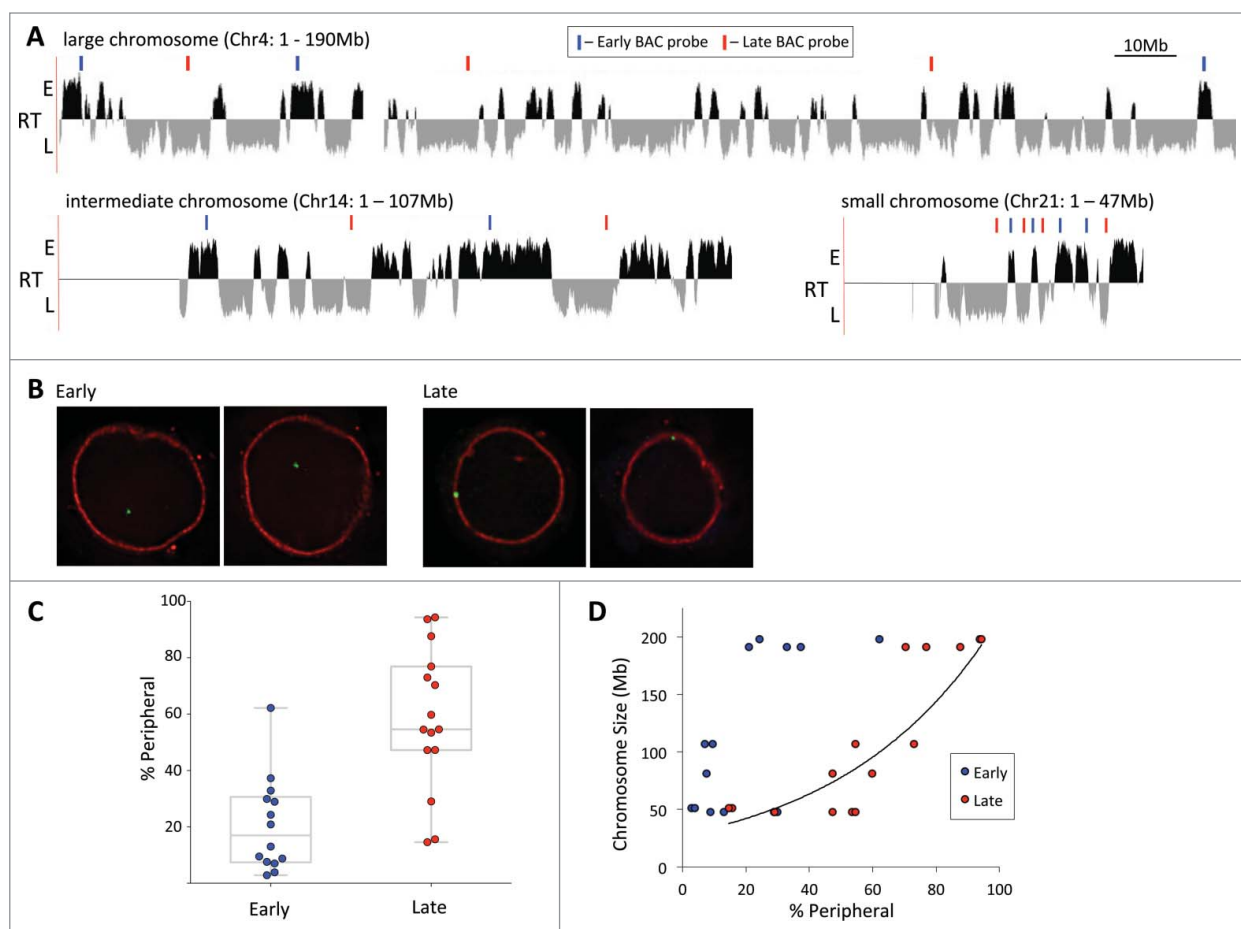 A
large chromosome (Chr4: 1 - 190Mb)
– Early BAC probe
– Late BAC probe
10Mb
E
RT
L
intermediate chromosome (Chr14: 1 – 107Mb)
E
RT
L
small chromosome (Chr21: 1 – 47Mb)
E
RT
L
B
Early
Late
C
% Peripheral
100
80
60
40
20
Early
Late
D
Chromosome Size (Mb)
200
150
100
50
0
0 20 40 60 80 100
% Peripheral
Early
Late